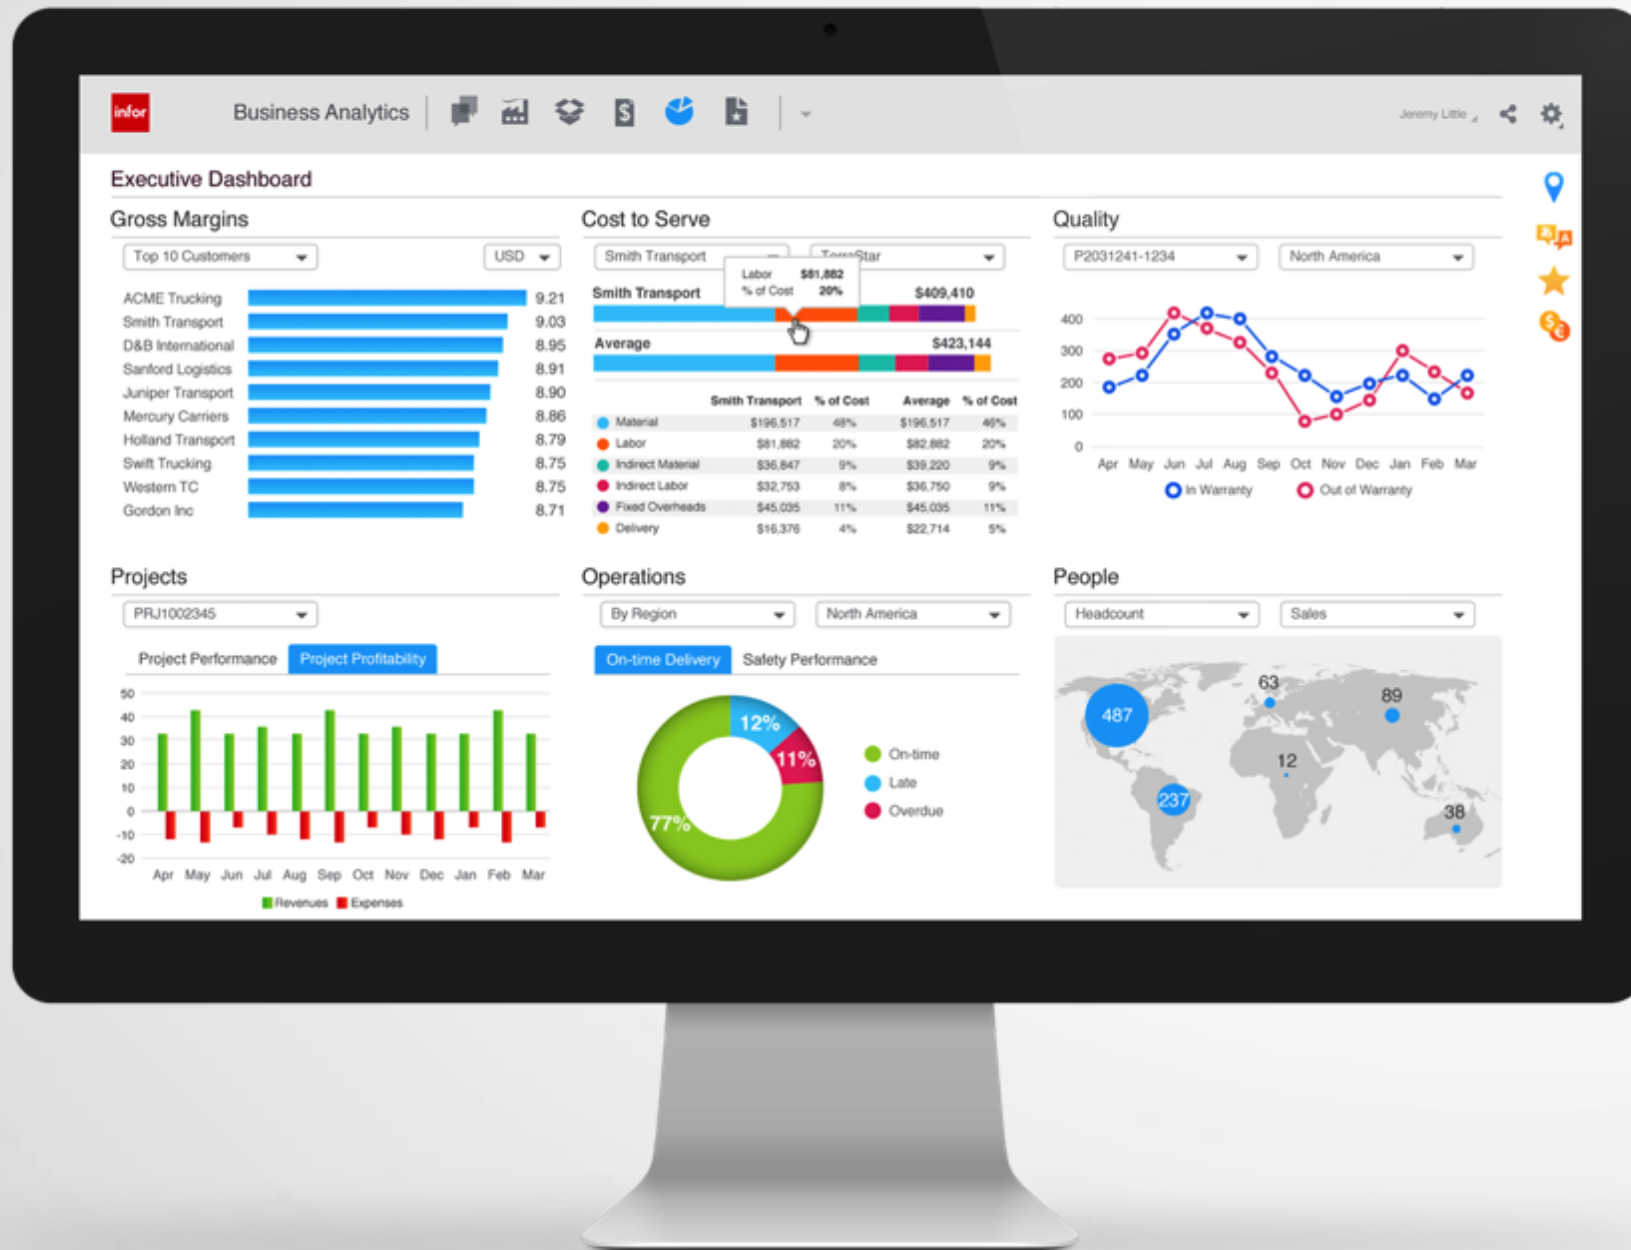 infor
Business Analytics
Jeremy Little
Executive Dashboard
Gross Margins
Top 10 Customers
USD
ACME Trucking 9.21
Smith Transport 9.03
D&B International 8.95
Sanford Logistics 8.91
Juniper Transport 8.90
Mercury Carriers 8.86
Holland Transport 8.79
Swift Trucking 8.75
Western TC 8.75
Gordon Inc 8.71
Cost to Serve
Smith Transport
Labor $81,882
% of Cost 20%
Smith Transport $409,410
Average $423,144
Smith Transport % of Cost Average % of Cost
Material $196,517 48% $196,517 46%
Labor $81,882 20% $82,882 20%
Indirect Material $36,847 9% $39,220 9%
Indirect Labor $32,753 8% $36,750 9%
Fixed Overheads $45,035 11% $45,035 11%
Delivery $16,376 4% $22,714 5%
Quality
P2031241-1234
North America
400
300
200
100
0
Apr May Jun Jul Aug Sep Oct Nov Dec Jan Feb Mar
In Warranty Out of Warranty
Projects
PRJ1002345
Project Performance Project Profitability
50
40
30
20
10
0
-10
-20
Apr May Jun Jul Aug Sep Oct Nov Dec Jan Feb Mar
Revenues Expenses
Operations
By Region
North America
On-time Delivery Safety Performance
12%
11%
77%
On-time
Late
Overdue
People
Headcount
Sales
487
63
89
12
237
38